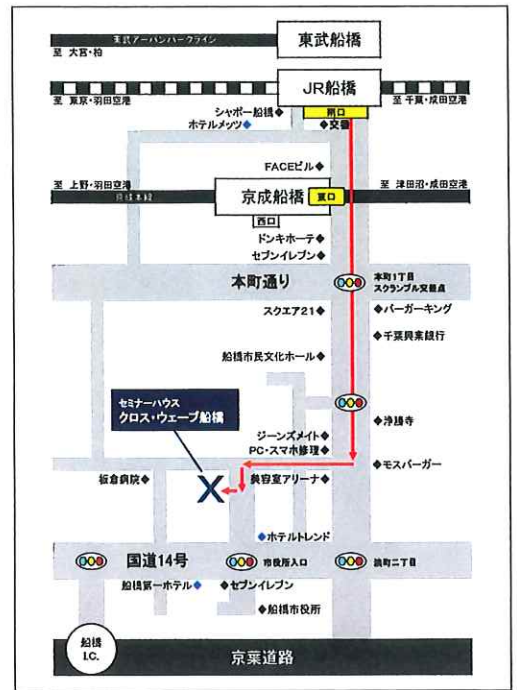 東武アーバンパークライン
東武船橋
至 大宮・柏
JR船橋
至 東京・羽田空港
南口
至 千葉・成田空港
シャポー船橋◆
◆交番
ホテルメッツ◆
FACEビル◆
至 上野・羽田空港
京成船橋
東口
至 津田沼・成田空港
京成本線
西口
ドンキホーテ◆
セブンイレブン◆
本町通り
本町1丁目
スクランブル交差点
スクエア21◆
◆バーガーキング
◆千葉興業銀行
船橋市民文化ホール◆
セミナーハウス
クロス・ウェーブ船橋
◆浄勝寺
ジーンズメイト◆
PC・スマホ修理◆
◆モスバーガー
板倉病院◆
X
美容室アリーナ◆
◆ホテルトレンド
国道14号
市役所入口
湊町二丁目
船橋第一ホテル◆
◆セブンイレブン
◆船橋市役所
船橋
I.C.
京葉道路